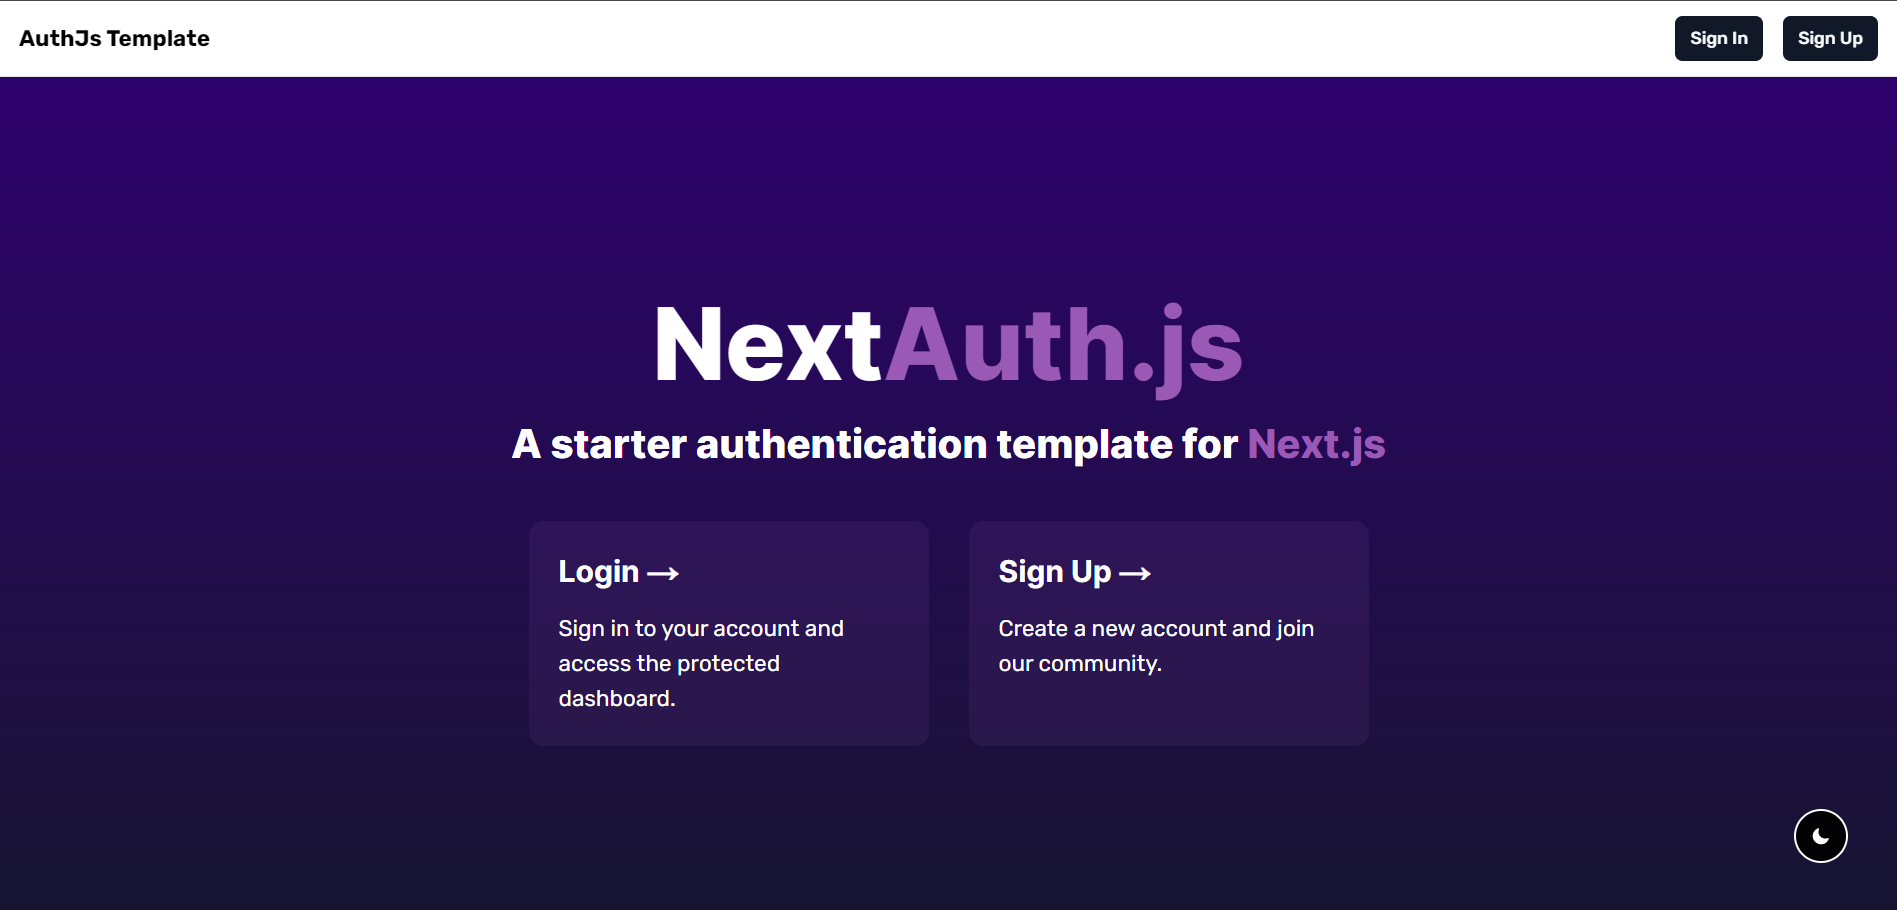 AuthJs Template
Sign In
Sign Up
NextAuth.js
A starter authentication template for Next.js
Login →
Sign in to your account and
access the protected
dashboard.
Sign Up →
Create a new account and join
our community.